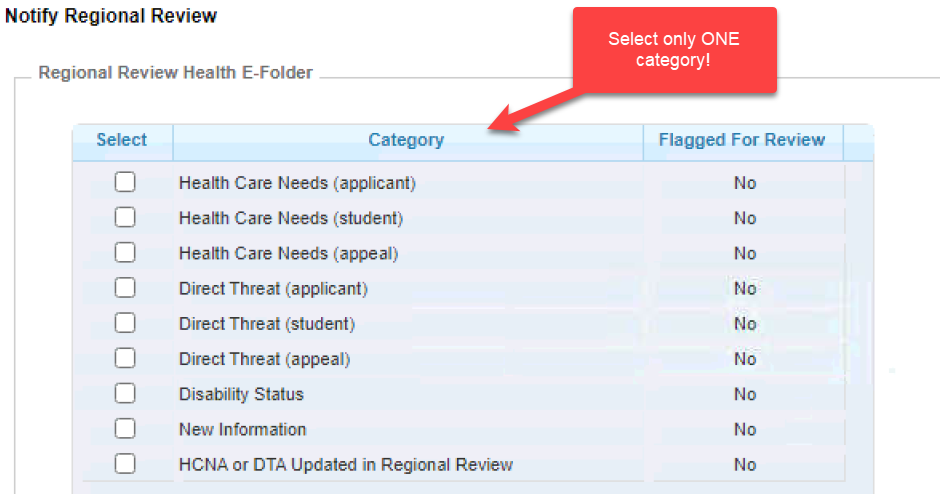 Notify Regional Review
Select only ONE
category!
Regional Review Health E-Folder
Select Category Flagged For Review
Health Care Needs (applicant) No
Health Care Needs (student) No
Health Care Needs (appeal) No
Direct Threat (applicant) No
Direct Threat (student) No
Direct Threat (appeal) No
Disability Status No
New Information No
HCNA or DTA Updated in Regional Review No